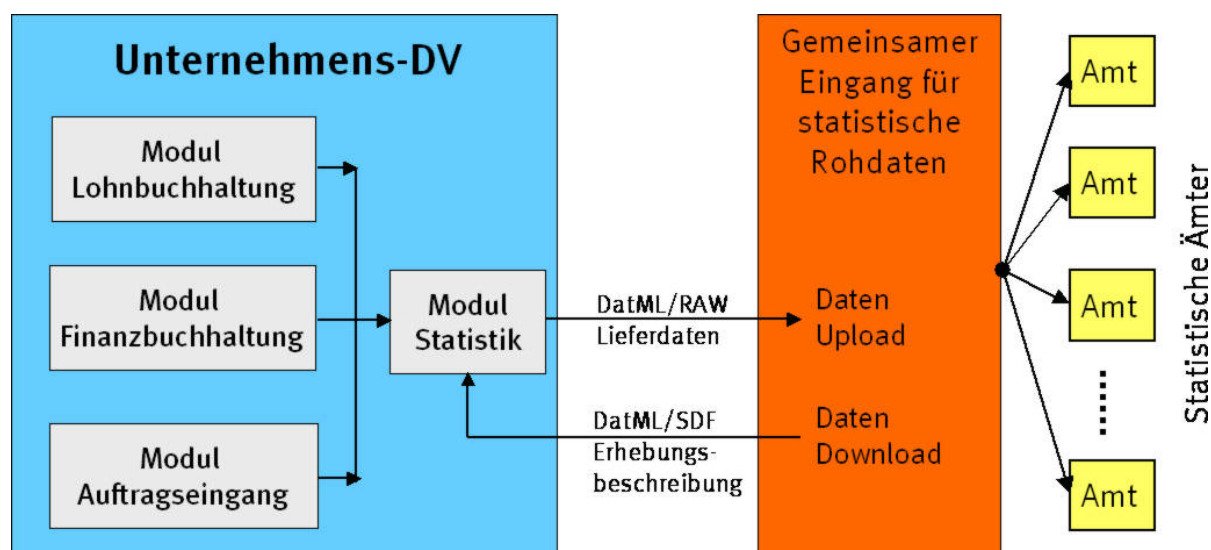 Unternehmens-DV
Modul
Lohnbuchhaltung
Modul
Finanzbuchhaltung
Modul
Auftragseingang
Modul
Statistik
DatML/RAW
Lieferdaten
DatML/SDF
Erhebungs-
beschreibung
Gemeinsamer
Eingang für
statistische
Rohdaten
Daten
Upload
Daten
Download
Amt
Amt
Amt
Amt
Statistische Ämter